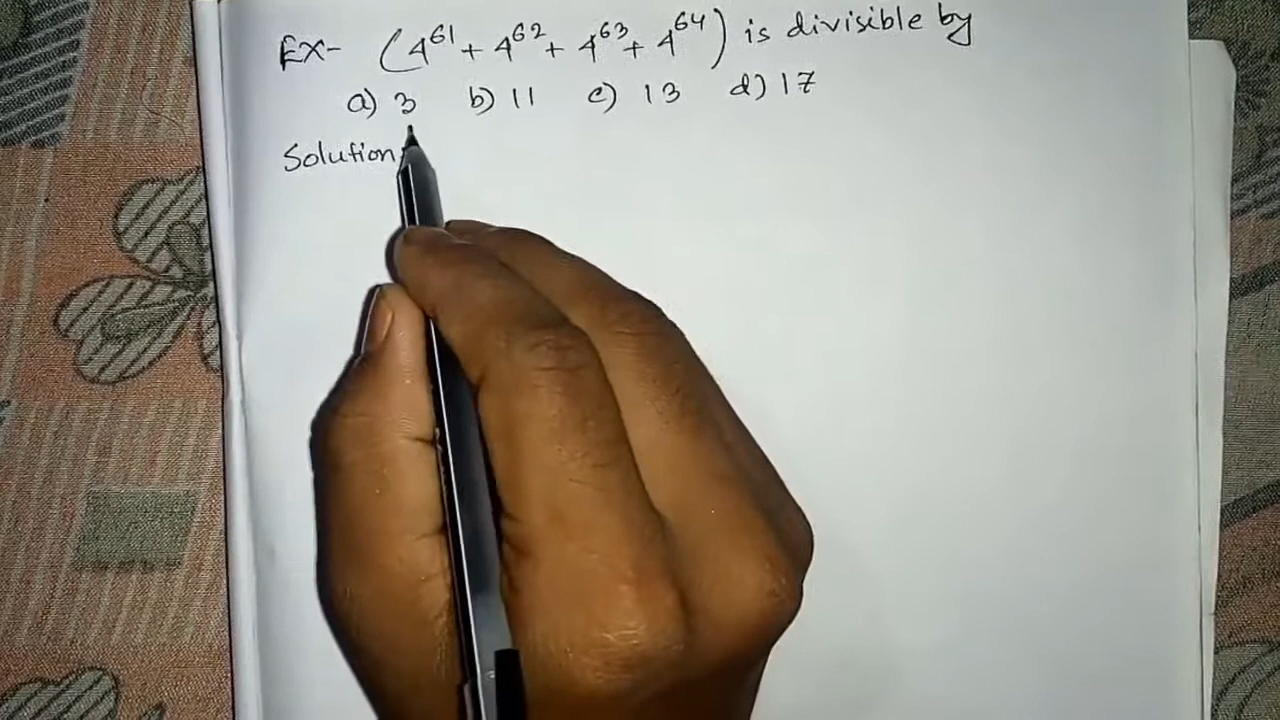 Ex- (4^61 + 4^62 + 4^63 + 4^64) is divisible by
a) 3 b) 11 c) 13 d) 17
Solution